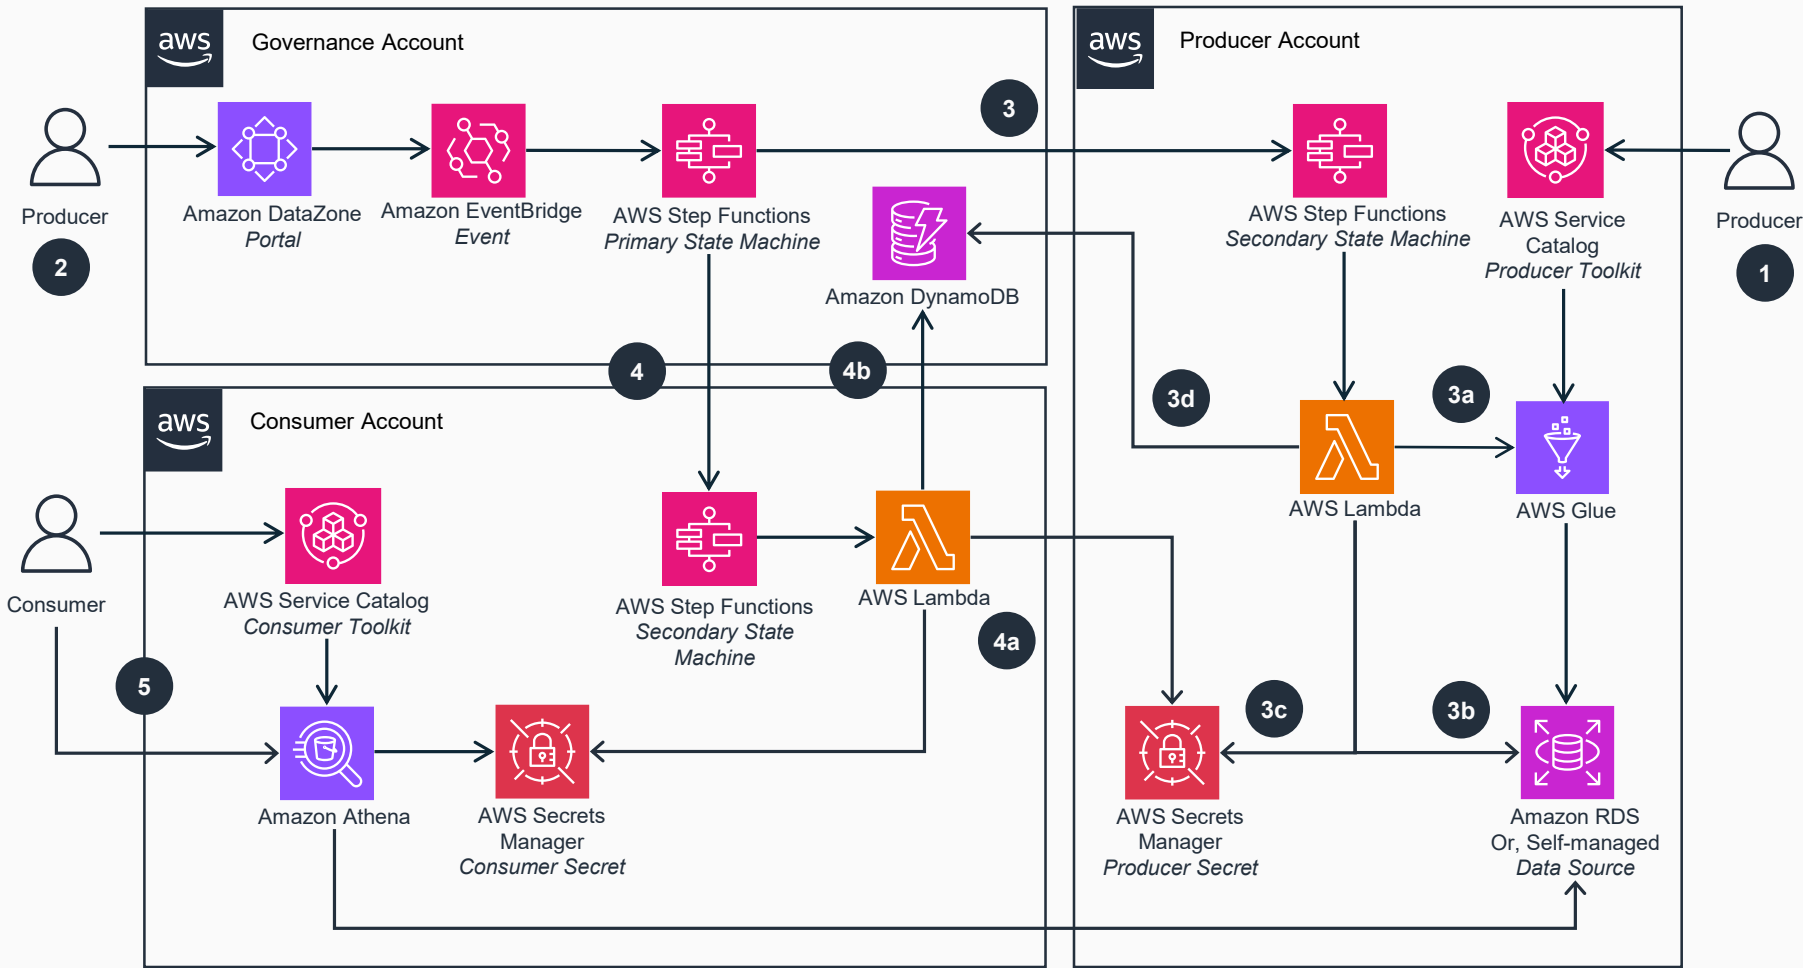 aws
Governance Account
aws
Producer Account
3
Producer
2
Amazon DataZone
Portal
Amazon EventBridge
Event
AWS Step Functions
Primary State Machine
Amazon DynamoDB
AWS Step Functions
Secondary State Machine
AWS Service
Catalog
Producer Toolkit
Producer
1
4
4b
3d
3a
aws
Consumer Account
AWS Lambda
AWS Glue
Consumer
AWS Service Catalog
Consumer Toolkit
AWS Step Functions
Secondary State
Machine
AWS Lambda
4a
5
3c
3b
Amazon Athena
AWS Secrets
Manager
Consumer Secret
AWS Secrets
Manager
Producer Secret
Amazon RDS
Or, Self-managed
Data Source